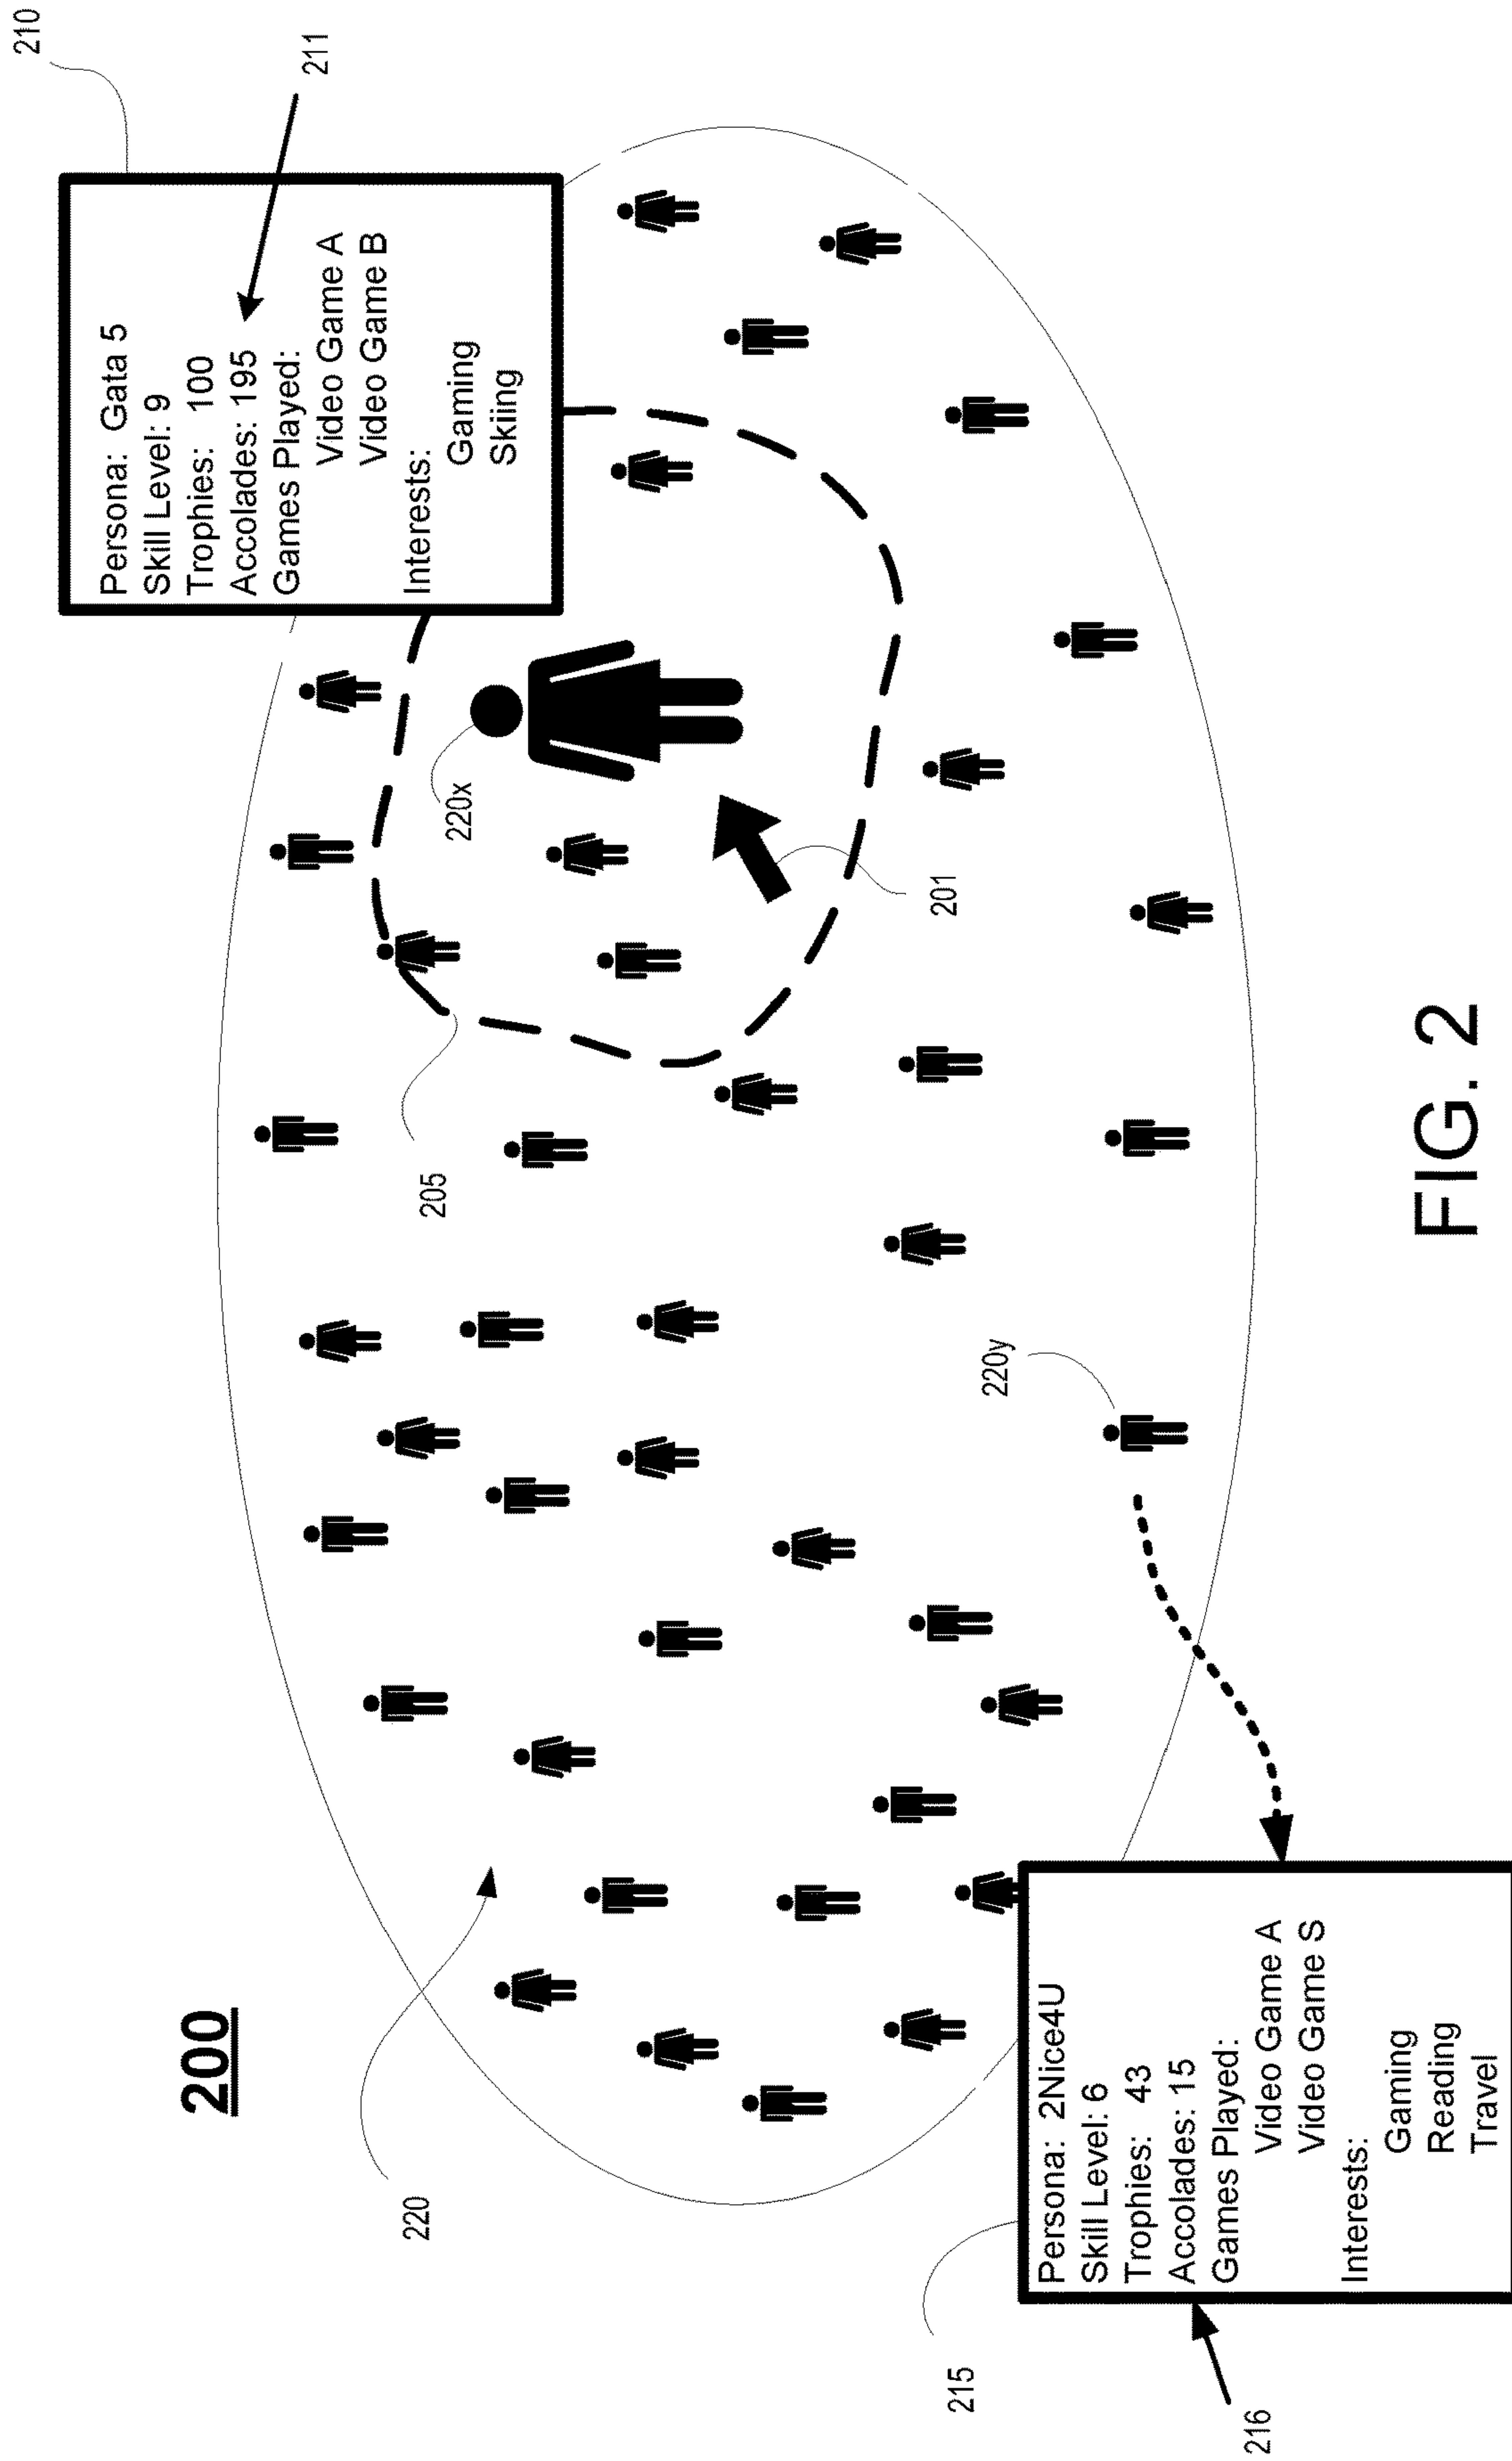 200
210
Persona: Gata 5
Skill Level: 9
Trophies: 100
Accolades: 195
Games Played:
Video Game A
Video Game B
Interests:
Gaming
Skiing
211
220
205
220x
201
220y
215
Persona: 2Nice4U
Skill Level: 6
Trophies: 43
Accolades: 15
Games Played:
Video Game A
Video Game S
Interests:
Gaming
Reading
Travel
216
FIG. 2